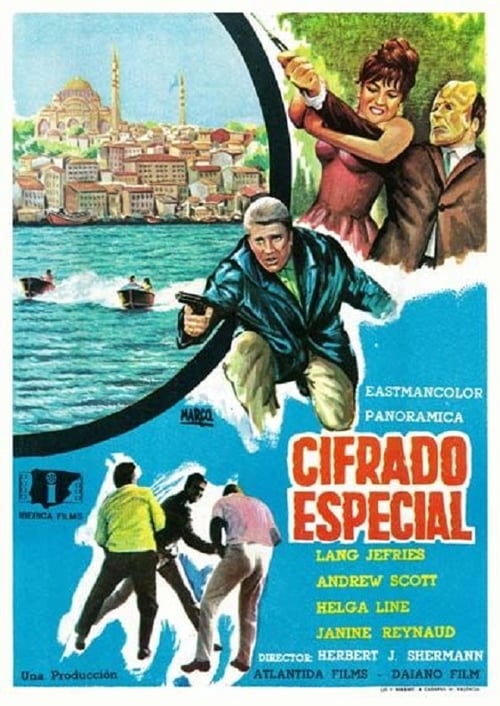 EASTMANCOLOR
PANORAMICA
MARCO
CIFRADO
ESPECIAL
IBERICA FILMS
LANG JEFRIES
ANDREW SCOTT
HELGA LINE
JANINE REYNAUD
DIRECTOR: HERBERT J. SHERMANN
Una Producción ATLANTIDA FILMS - DAIANO FILM